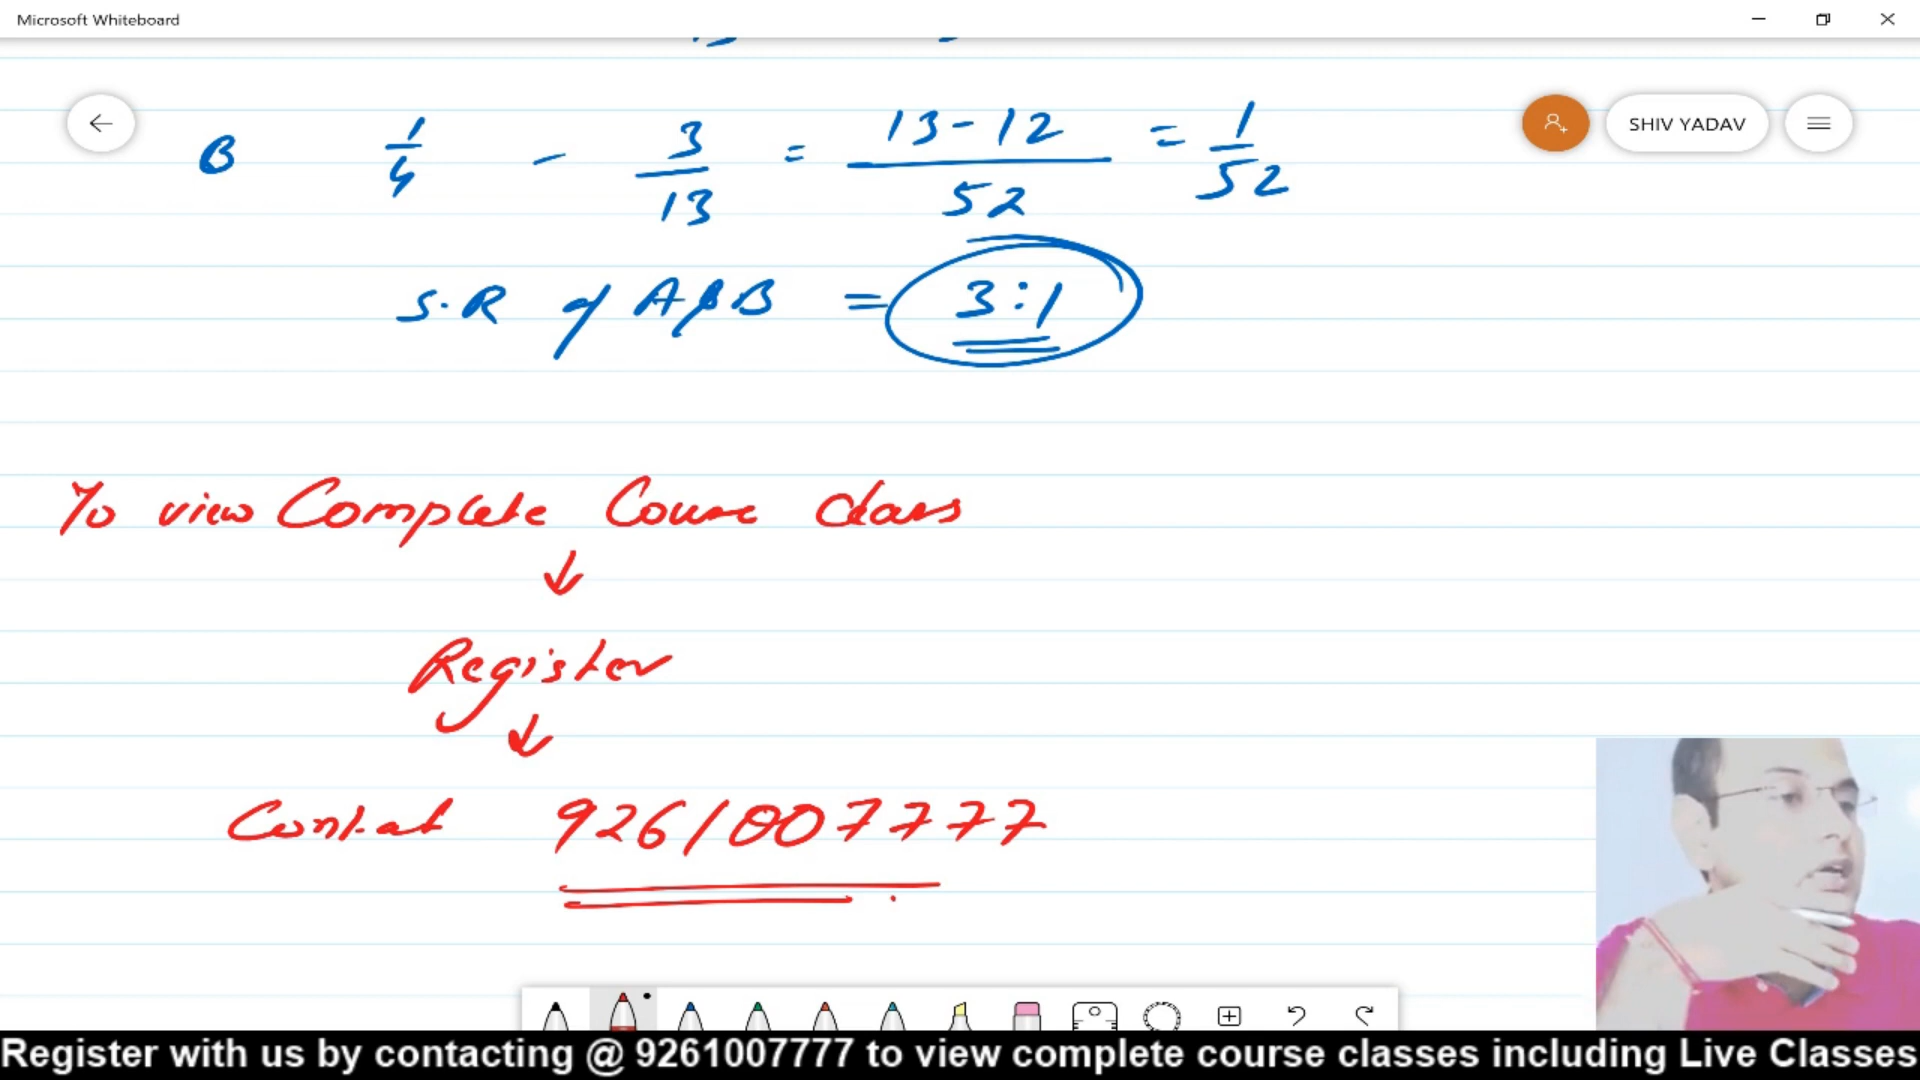 Microsoft Whiteboard
SHIV YADAV
B 1/4 - 3/13 = 13-12/52 = 1/52
S.R of A & B = 3:1
To view Complete Course class
↓
Register
↓
Contact 9261007777
Register with us by contacting @ 9261007777 to view complete course classes including Live Classes